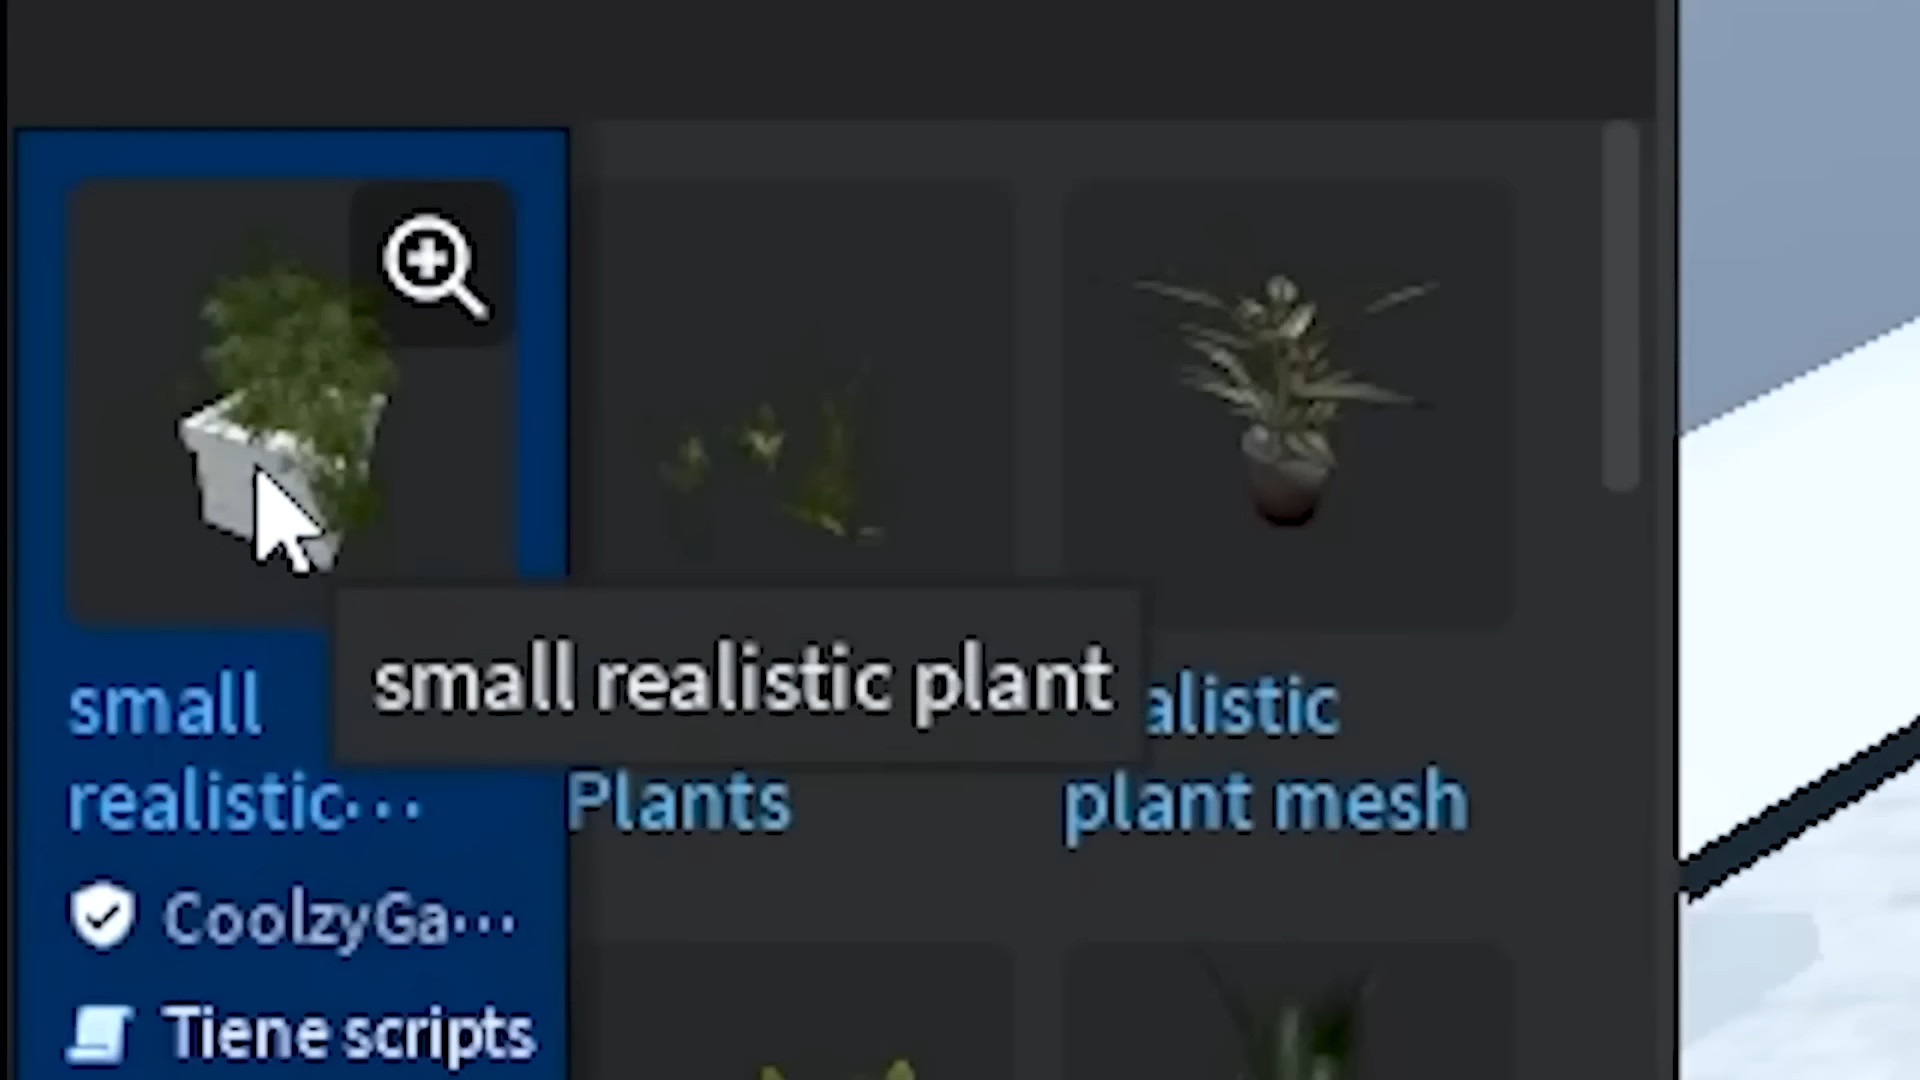 small realistic plant
small
realistic···
CoolzyGa···
Tiene scripts
Plants
alistic
plant mesh